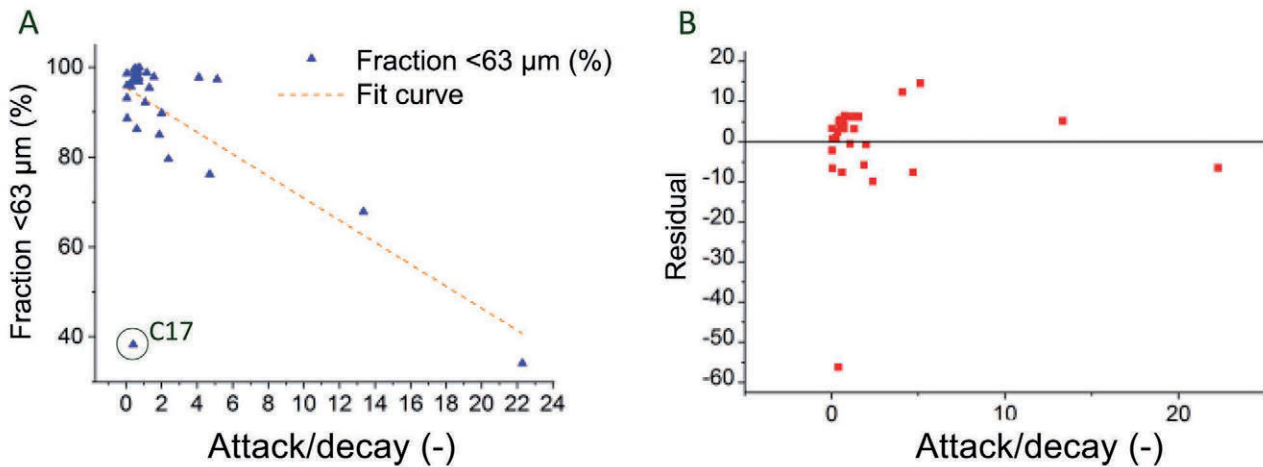 A
Fraction <63 µm (%)
100
80
60
40
0 2 4 6 8 10 12 14 16 18 20 22 24
Attack/decay (-)
Fraction <63 µm (%)
Fit curve
C17
B
Residual
20
10
0
-10
-20
-30
-40
-50
-60
0 10 20
Attack/decay (-)